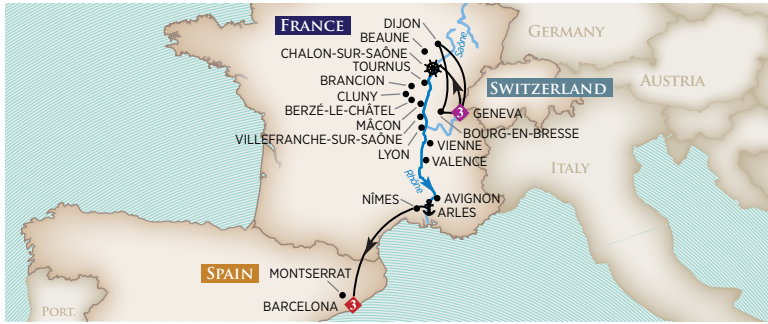 FRANCE
DIJON
BEAUNE
CHALON-SUR-SAÔNE
TOURNUS
BRANCION
CLUNY
BERZÉ-LE-CHÂTEL
MÂCON
VILLEFRANCHE-SUR-SAÔNE
LYON
Saône
GERMANY
SWITZERLAND
AUSTRIA
3 GENEVA
BOURG-EN-BRESSE
VIENNE
VALENCE
ITALY
Rhône
NÎMES
AVIGNON
ARLES
SPAIN
MONTSERRAT
BARCELONA 3
PORT.